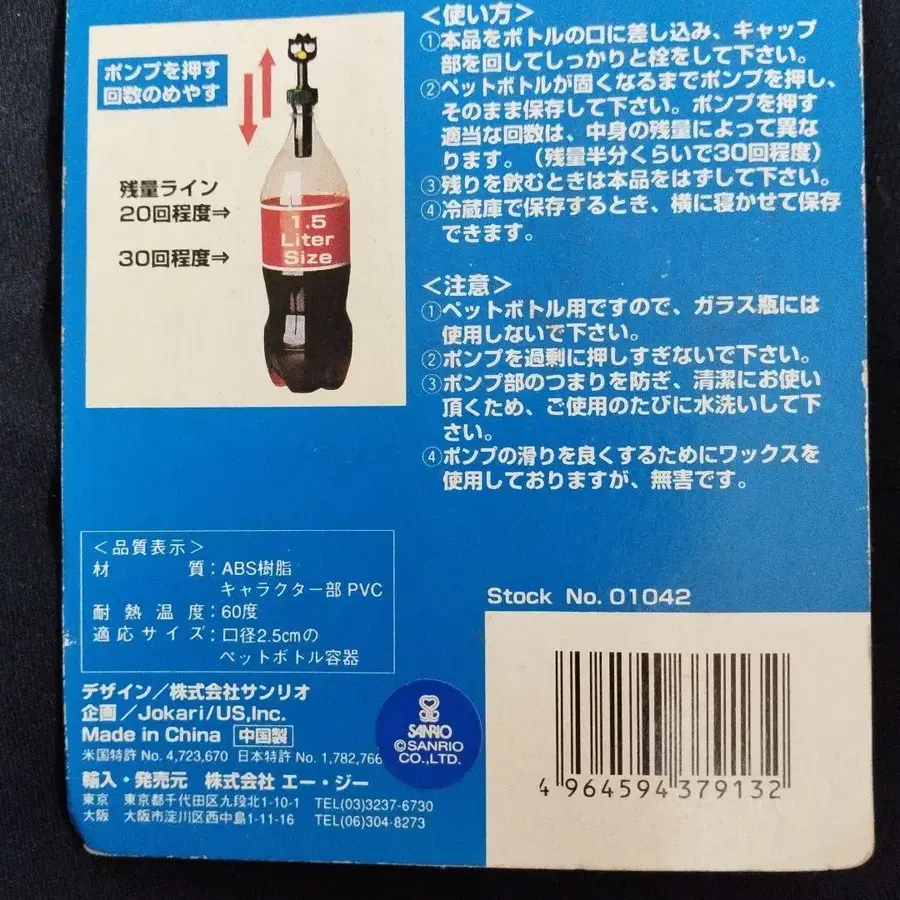 ポンプを押す
回数のめやす
残量ライン
20回程度⇒
30回程度⇒
1.5
Liter
Size
＜使い方＞
①本品をボトルの口に差し込み、キャップ
部を回してしっかりと栓をして下さい。
②ペットボトルが固くなるまでポンプを押し、
そのまま保存して下さい。ポンプを押す
適当な回数は、中身の残量によって異な
ります。（残量半分くらいで30回程度）
③残りを飲むときは本品をはずして下さい。
④冷蔵庫で保存するとき、横に寝かせて保存
できます。
＜注意＞
①ペットボトル用ですので、ガラス瓶には
使用しないで下さい。
②ポンプを過剰に押しすぎないで下さい。
③ポンプ部のつまりを防ぎ、清潔にお使い
頂くため、ご使用のたびに水洗いして下
さい。
④ポンプの滑りを良くするためにワックスを
使用しておりますが、無害です。
＜品質表示＞
材質：ABS樹脂
キャラクター部 PVC
耐熱温度：60度
適応サイズ：口径2.5cmの
ペットボトル容器
デザイン／株式会社サンリオ
企画／Jokari/US,Inc.
Made in China 中国製
米国特許 No. 4,723,670 日本特許 No. 1,782,766
輸入・発売元 株式会社 エー・ジー
東京 東京都千代田区九段北1-10-1 TEL(03)3237-6730
大阪 大阪市淀川区西中島1-11-16 TEL(06)304-8273
SANRIO
©SANRIO
CO.,LTD.
Stock No. 01042
4 964594 379132